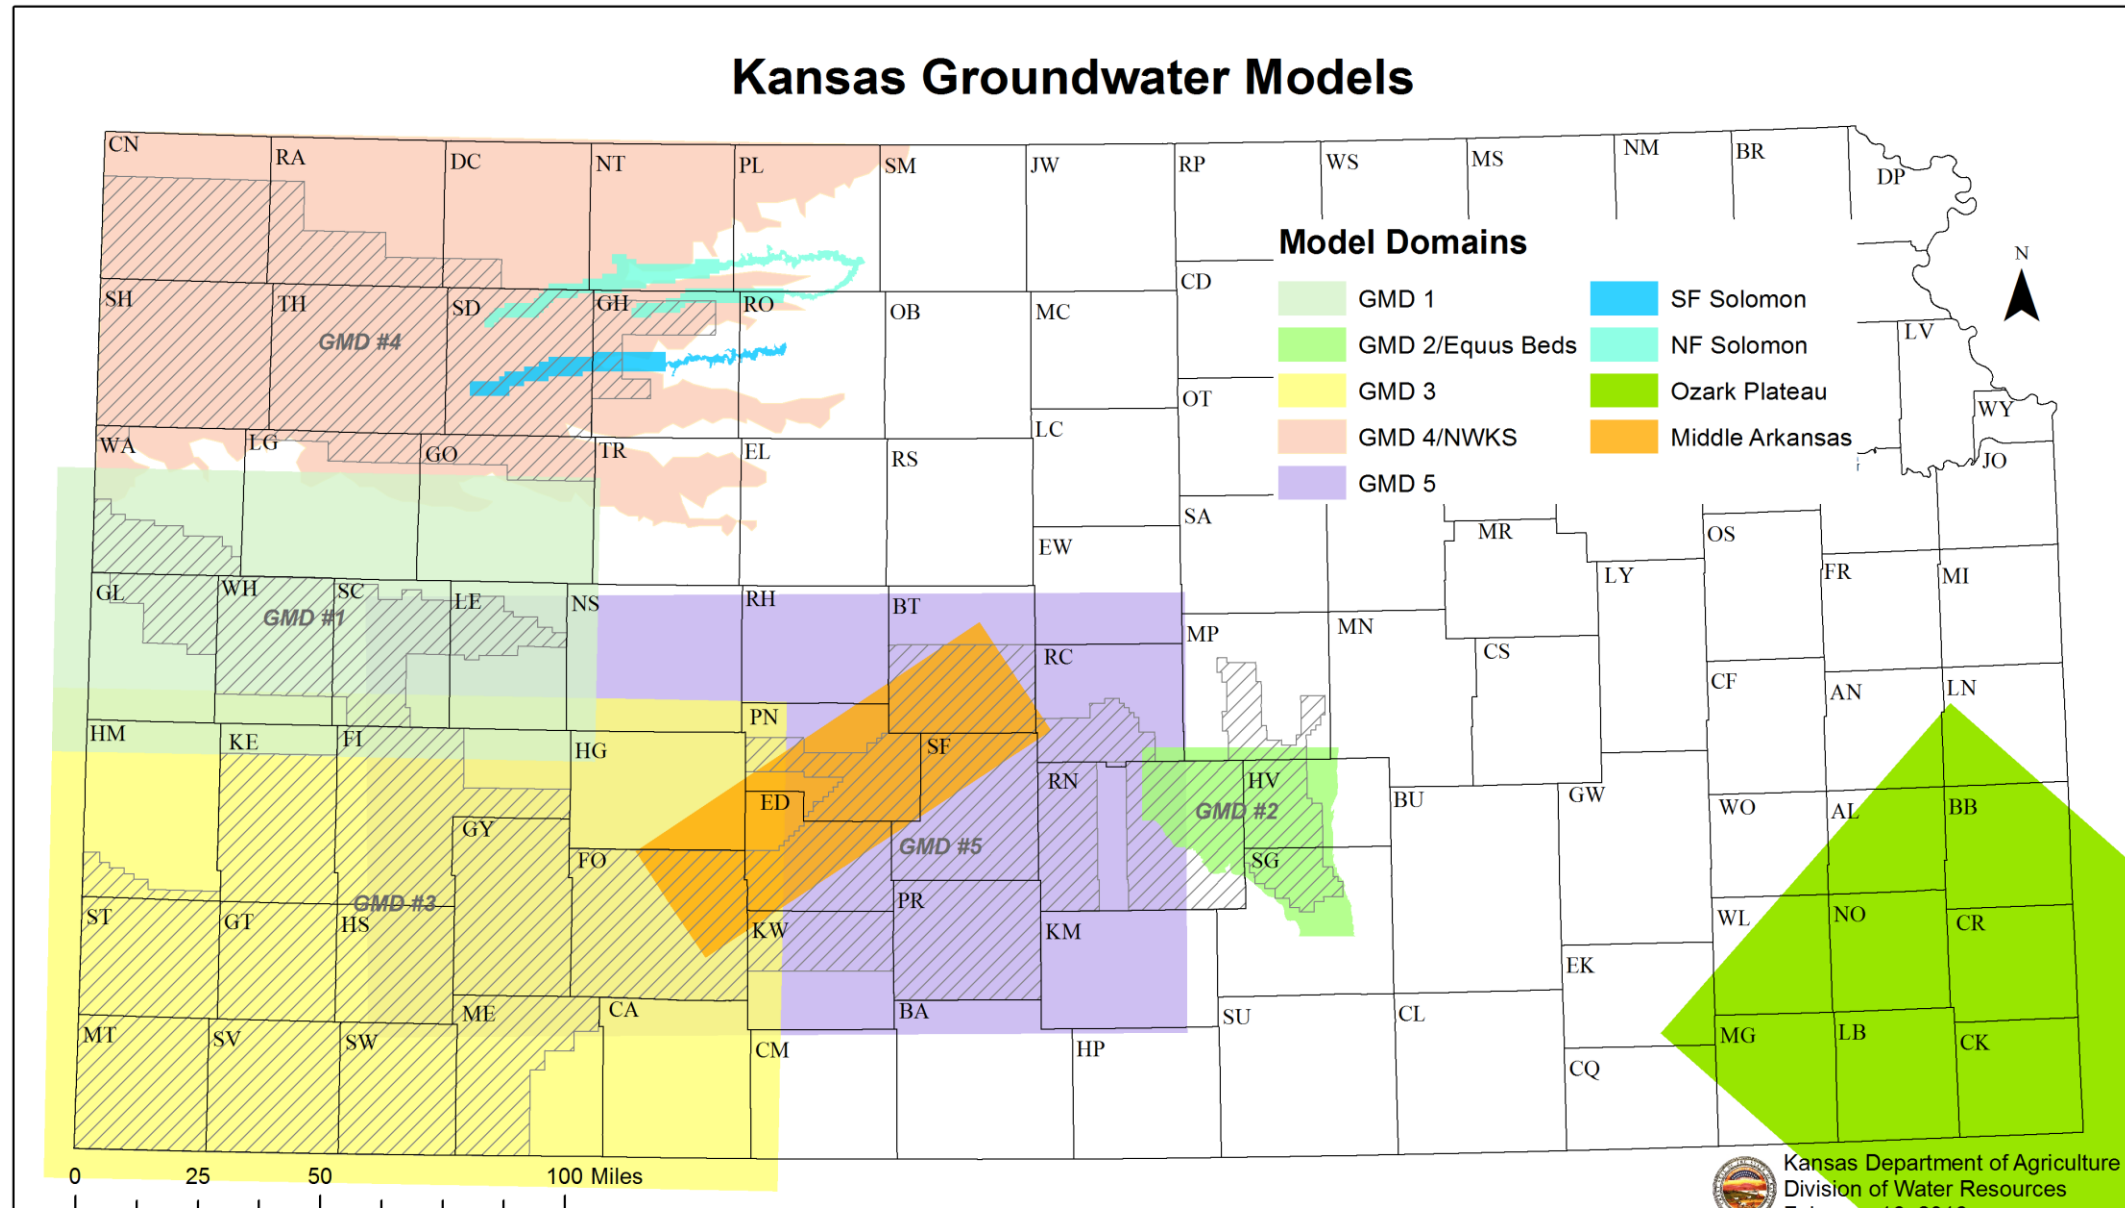 Kansas Groundwater Models
CN
RA
DC
NT
PL
SM
JW
RP
WS
MS
NM
BR
DP
N
Model Domains
GMD 1
GMD 2/Equus Beds
GMD 3
GMD 4/NWKS
GMD 5
SF Solomon
NF Solomon
Ozark Plateau
Middle Arkansas
SH
TH
SD
GH
RO
OB
MC
CD
GMD #4
OT
LV
WY
JO
WA
LG
GO
TR
EL
RS
LC
SA
EW
MR
LY
OS
FR
MI
GL
WH
SC
LE
NS
RH
BT
RC
MP
MN
CS
GMD #1
CF
AN
LN
HM
KE
FI
HG
PN
SF
ED
RN
HV
GMD #2
BU
GW
WO
AL
BB
GY
FO
GMD #5
SG
GMD #3
ST
GT
HS
KW
PR
KM
WL
NO
CR
EK
ME
CA
BA
SU
CL
MT
SV
SW
CM
HP
CQ
MG
LB
CK
0 25 50 100 Miles
Kansas Department of Agriculture
Division of Water Resources